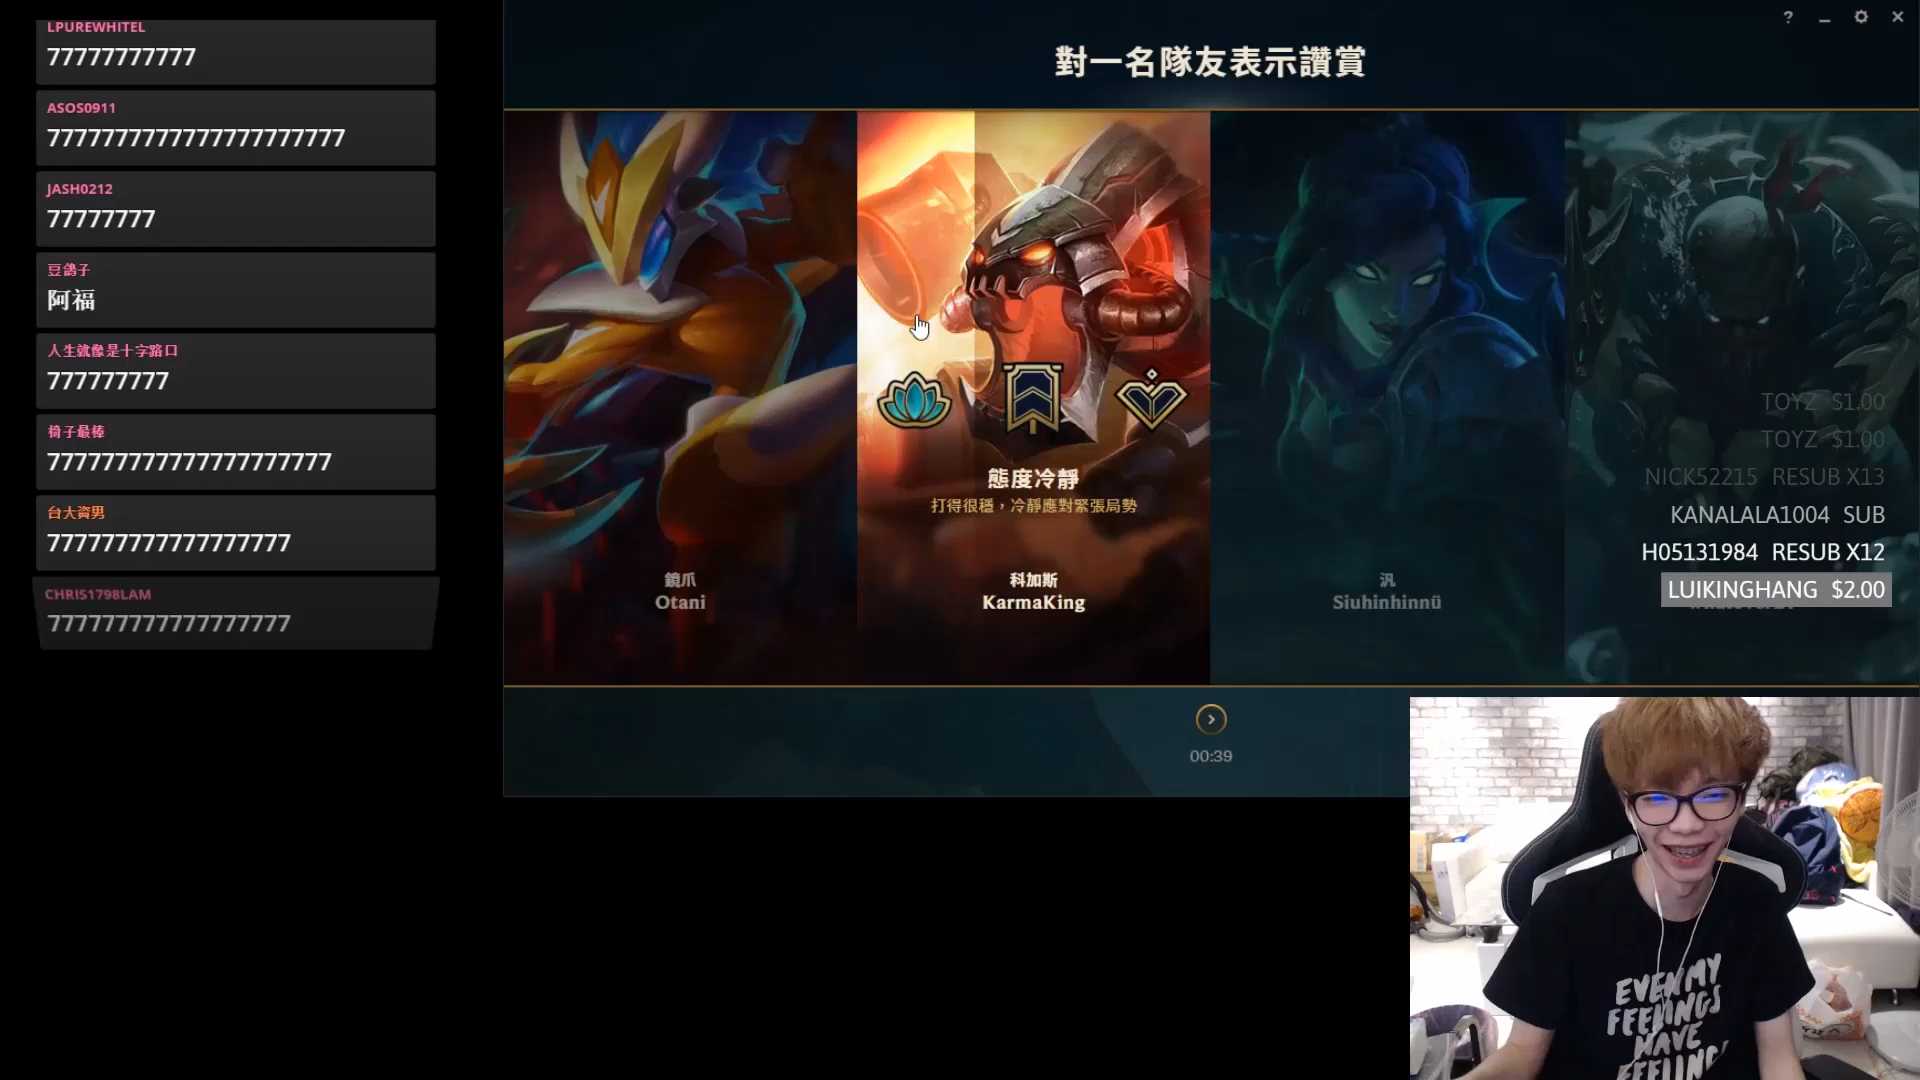 LPUREWHITEL
77777777777
ASOS0911
7777777777777777777777
JASH0212
77777777
豆鴿子
阿福
人生就像是十字路口
777777777
椅子最棒
777777777777777777777
台大資男
777777777777777777
CHRIS1798LAM
777777777777777777
對一名隊友表示讚賞
態度冷靜
打得很穩，冷靜應對緊張局勢
鏡爪
Otani
科加斯
KarmaKing
汎
Siuhinhinnü
TOYZ $1.00
TOYZ $1.00
NICK52215 RESUB X13
KANALALA1004 SUB
H05131984 RESUB X12
LUIKINGHANG $2.00
00:39
EVEN MY
FEELINGS
HAVE
FEELINGS